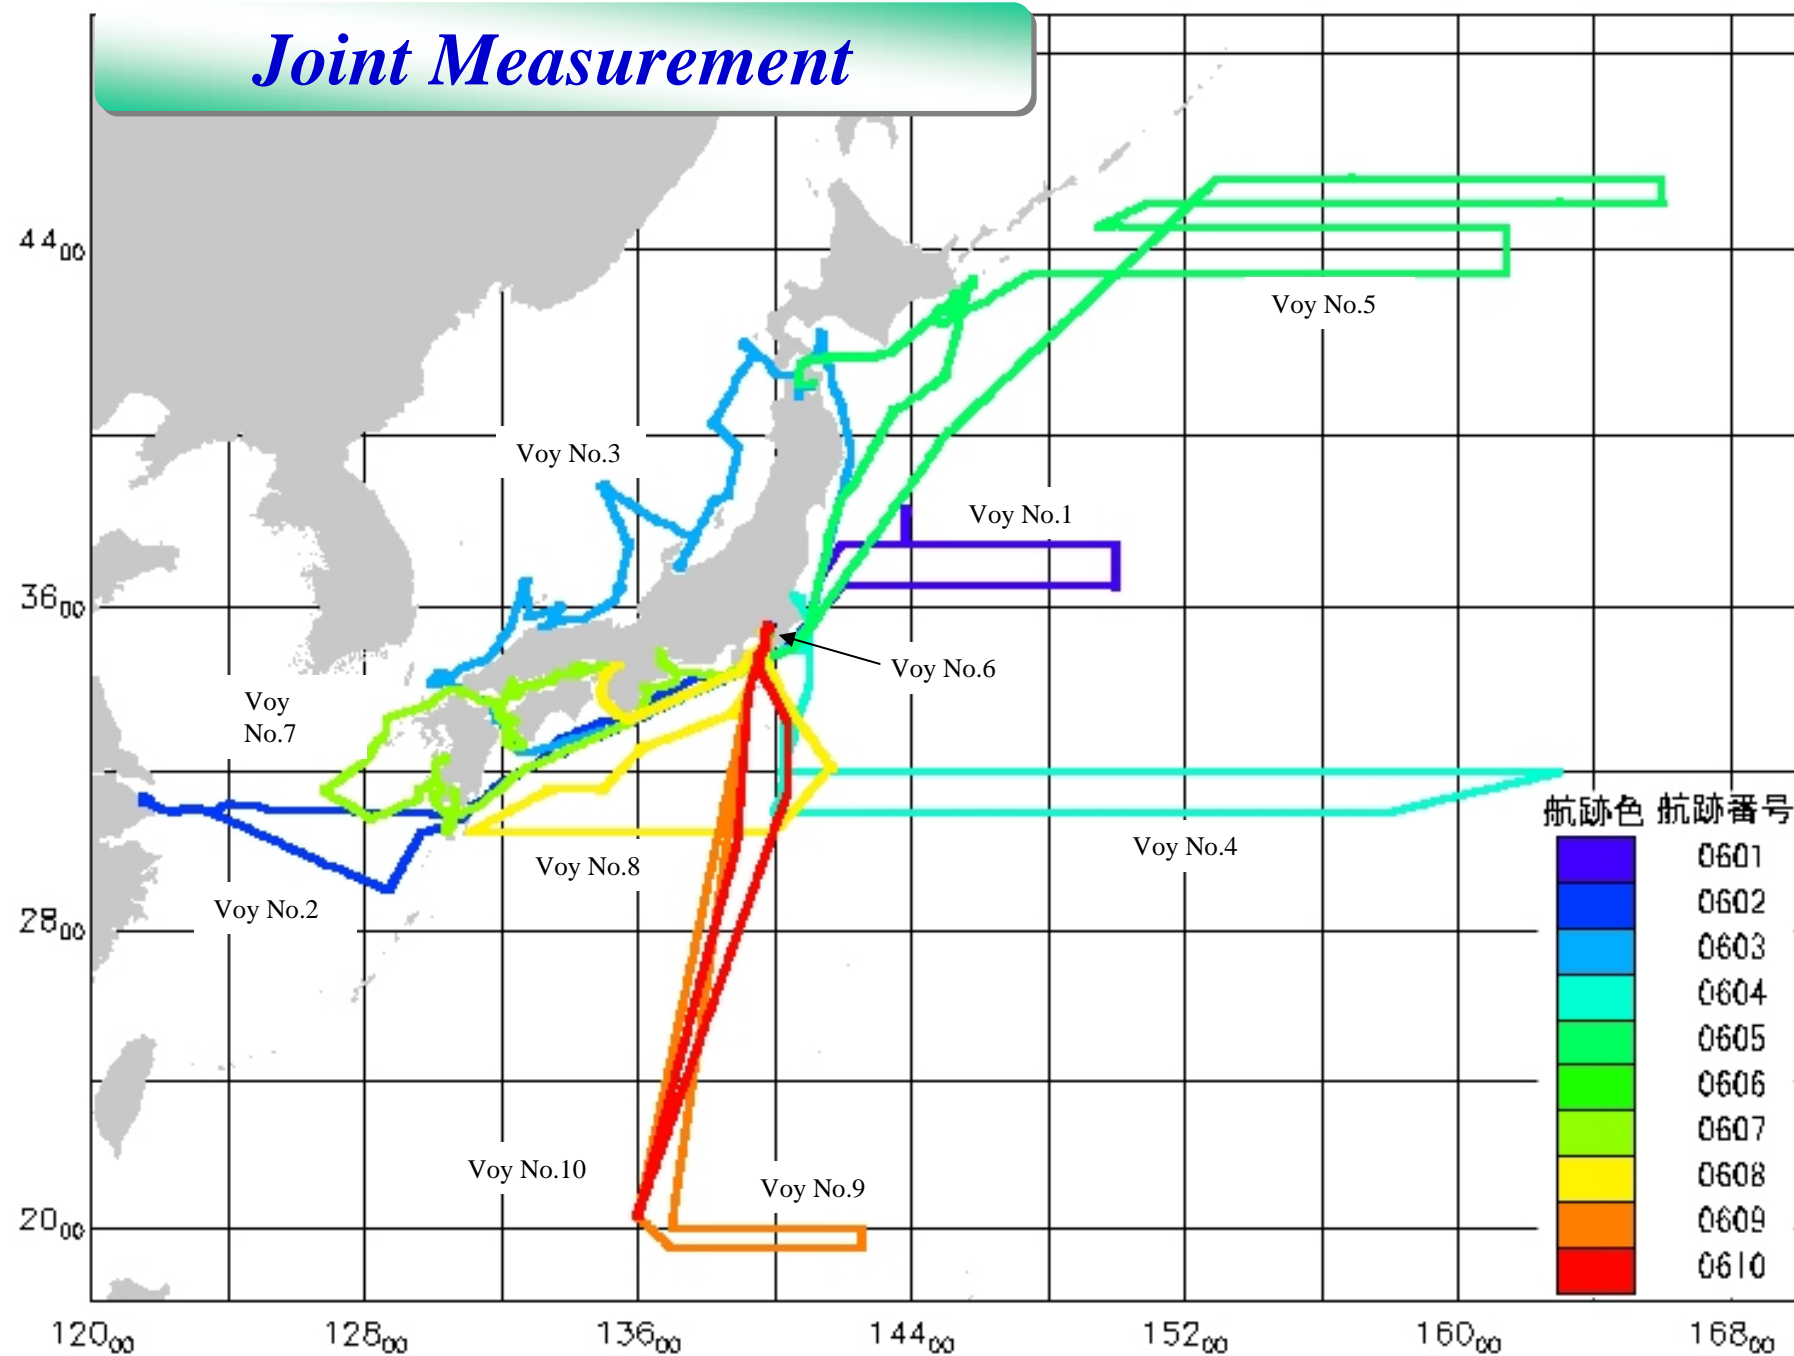 Joint Measurement
44 00
Voy No.5
Voy No.3
Voy No.1
36 00
Voy No.6
Voy
No.7
航跡色 航跡番号
Voy No.4
0601
Voy No.8
0602
Voy No.2
28 00
0603
0604
0605
0606
0607
Voy No.10
0608
Voy No.9
20 00
0609
0610
120 00 128 00 136 00 144 00 152 00 160 00 168 00